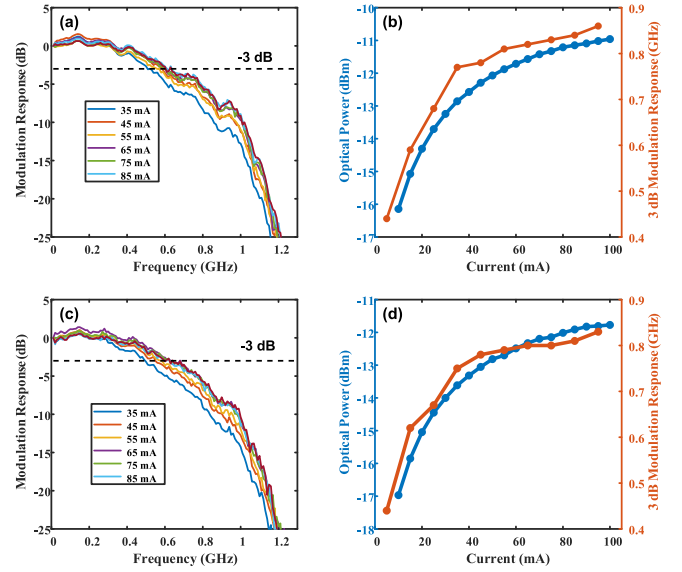 (a)
-3 dB
35 mA
45 mA
55 mA
65 mA
75 mA
85 mA
5
0
-5
-10
-15
-20
-25
0 0.2 0.4 0.6 0.8 1 1.2
Frequency (GHz)
Modulation Response (dB)
(b)
-10
-11
-12
-13
-14
-15
-16
-17
Optical Power (dBm)
0.9
0.8
0.7
0.6
0.5
0.4
3 dB Modulation Response (GHz)
0 20 40 60 80 100
Current (mA)
(c)
-3 dB
35 mA
45 mA
55 mA
65 mA
75 mA
85 mA
5
0
-5
-10
-15
-20
-25
0 0.2 0.4 0.6 0.8 1 1.2
Frequency (GHz)
Modulation Response (dB)
(d)
-11
-12
-13
-14
-15
-16
-17
-18
Optical Power (dBm)
0.9
0.8
0.7
0.6
0.5
0.4
3 dB Modulation Response (GHz)
0 20 40 60 80 100
Current (mA)